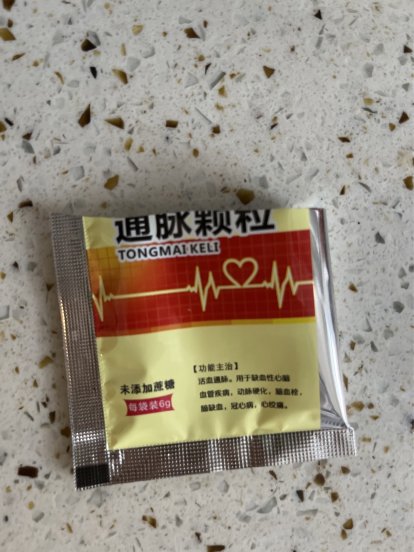 通脉颗粒
TONGMAI KELI
【功能主治】
活血通脉。用于缺血性心脑
血管疾病，动脉硬化，脑血栓，
脑缺血，冠心病，心绞痛。
未添加蔗糖
每袋装6g